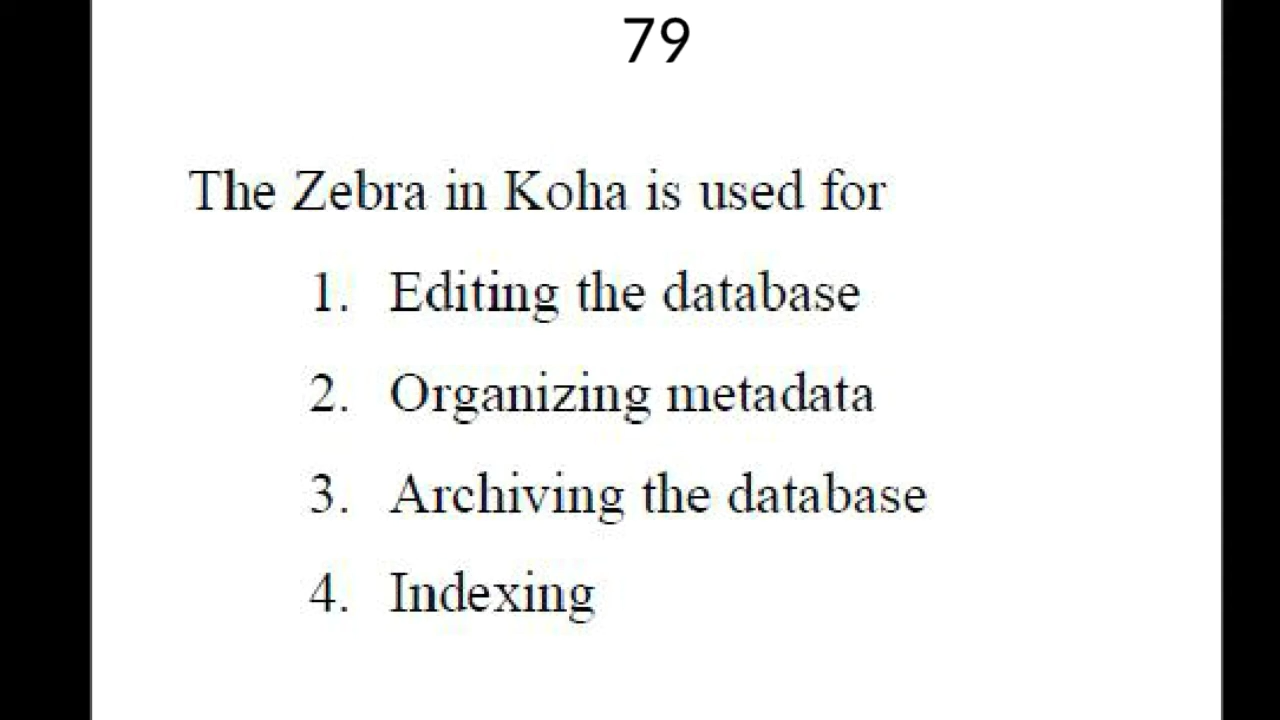 79
The Zebra in Koha is used for
1. Editing the database
2. Organizing metadata
3. Archiving the database
4. Indexing